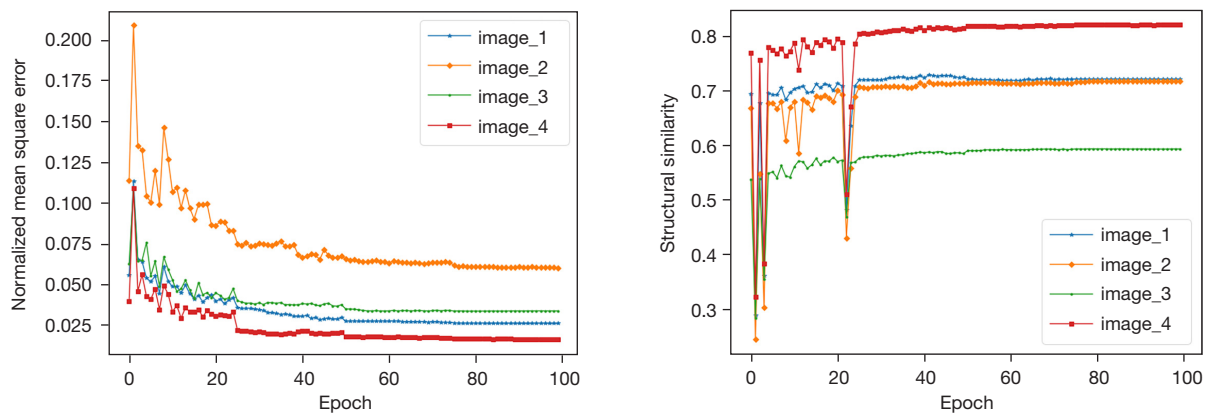 Normalized mean square error
0.200
0.175
0.150
0.125
0.100
0.075
0.050
0.025
0 20 40 60 80 100
Epoch
image_1
image_2
image_3
image_4
Structural similarity
0.8
0.7
0.6
0.5
0.4
0.3
0 20 40 60 80 100
Epoch
image_1
image_2
image_3
image_4